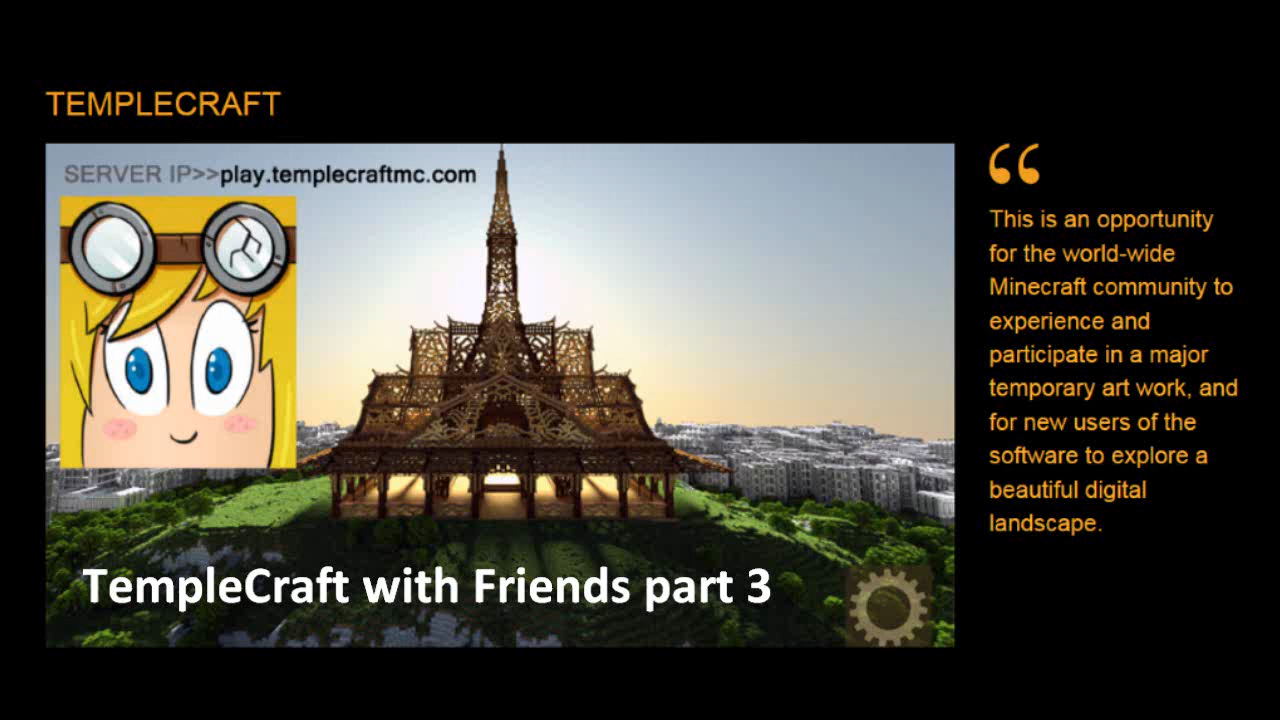 TEMPLECRAFT
SERVER IP>>play.templecraftmc.com
TempleCraft with Friends part 3
“
This is an opportunity
for the world-wide
Minecraft community to
experience and
participate in a major
temporary art work, and
for new users of the
software to explore a
beautiful digital
landscape.